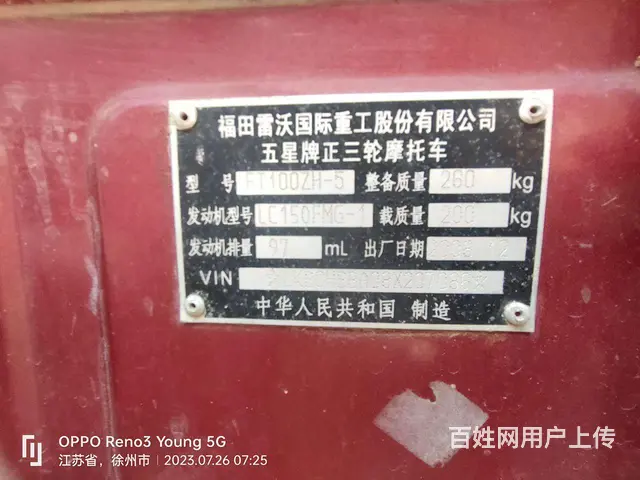 福田雷沃国际重工股份有限公司
五星牌正三轮摩托车
型号 FT100ZH-5 整备质量 260 kg
发动机型号 LC150FMG-1 载质量 200 kg
发动机排量 97 mL 出厂日期
VIN
中华人民共和国 制造
OPPO Reno3 Young 5G
江苏省，徐州市 | 2023.07.26 07:25
百姓网用户上传